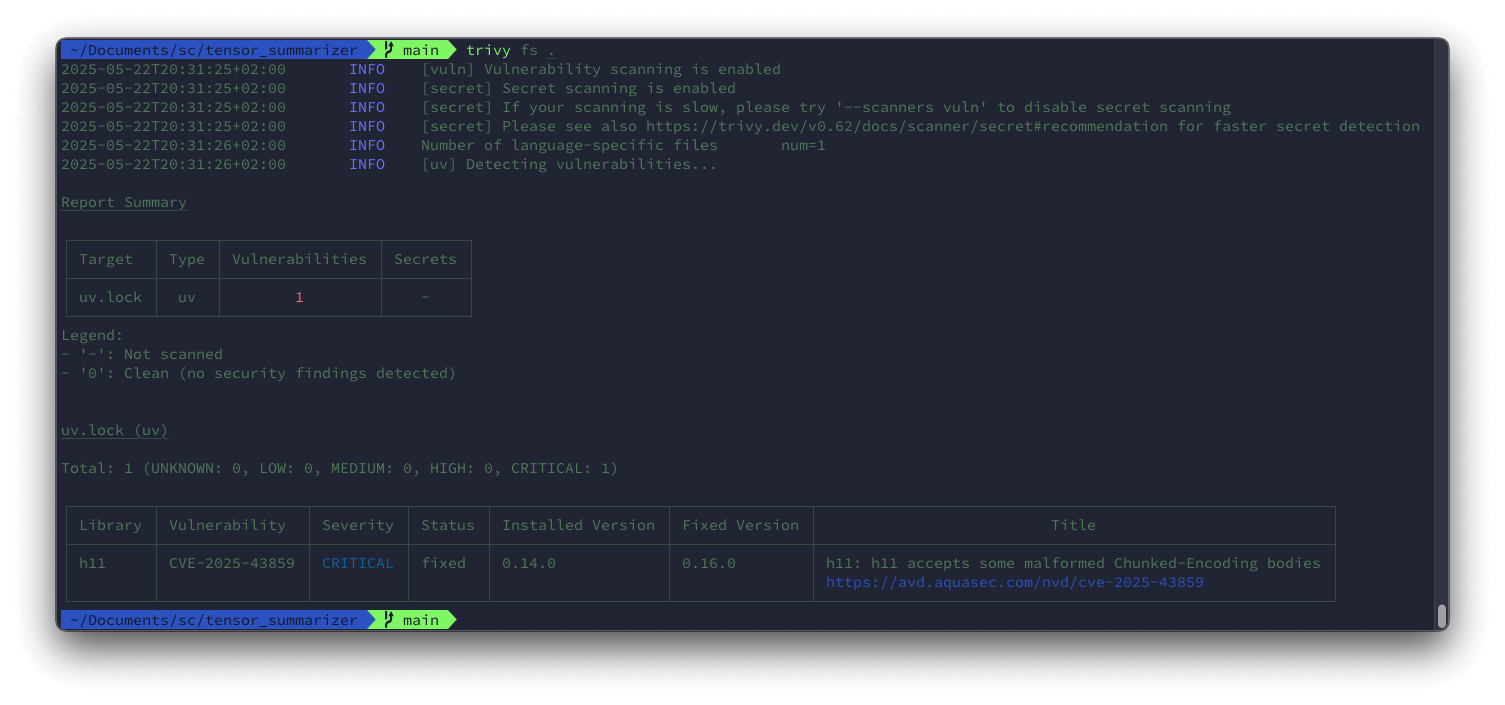 ~/Documents/sc/tensor_summarizer main trivy fs .
2025-05-22T20:31:25+02:00 INFO [vuln] Vulnerability scanning is enabled
2025-05-22T20:31:25+02:00 INFO [secret] Secret scanning is enabled
2025-05-22T20:31:25+02:00 INFO [secret] If your scanning is slow, please try '--scanners vuln' to disable secret scanning
2025-05-22T20:31:25+02:00 INFO [secret] Please see also https://trivy.dev/v0.62/docs/scanner/secret#recommendation for faster secret detection
2025-05-22T20:31:26+02:00 INFO Number of language-specific files num=1
2025-05-22T20:31:26+02:00 INFO [uv] Detecting vulnerabilities...
Report Summary
Target Type Vulnerabilities Secrets
uv.lock uv 1 -
Legend:
- '-': Not scanned
- '0': Clean (no security findings detected)
uv.lock (uv)
Total: 1 (UNKNOWN: 0, LOW: 0, MEDIUM: 0, HIGH: 0, CRITICAL: 1)
Library Vulnerability Severity Status Installed Version Fixed Version Title
h11 CVE-2025-43859 CRITICAL fixed 0.14.0 0.16.0 h11: h11 accepts some malformed Chunked-Encoding bodies
https://avd.aquasec.com/nvd/cve-2025-43859
~/Documents/sc/tensor_summarizer main